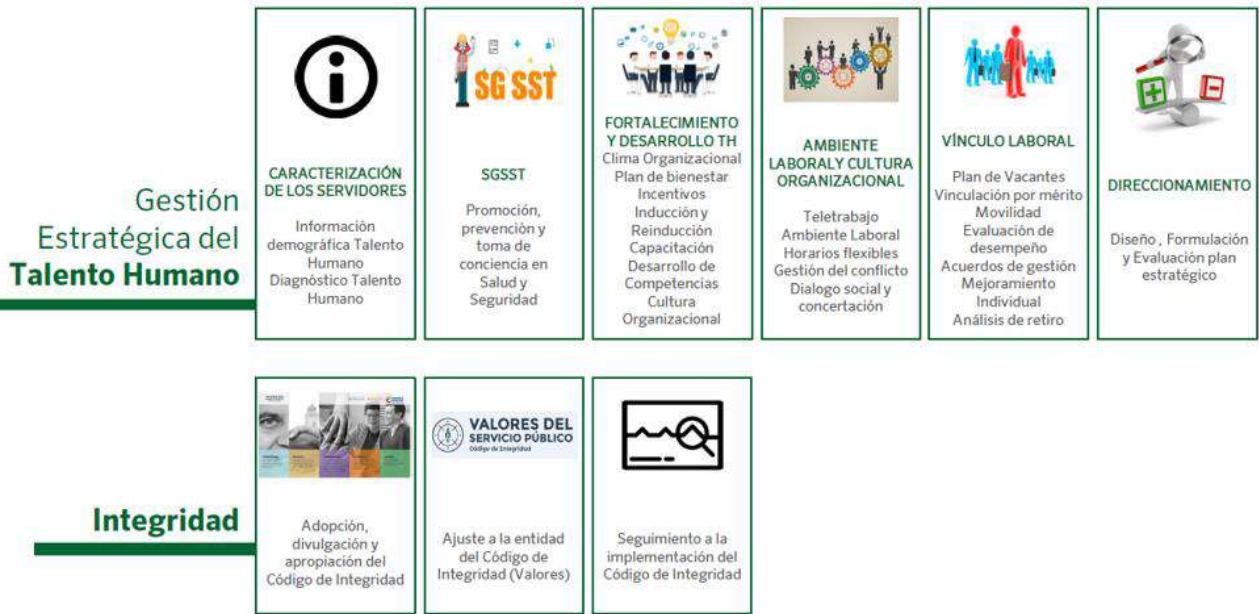 Gestión
Estratégica del
Talento Humano
CARACTERIZACIÓN
DE LOS SERVIDORES
Información
demográfica Talento
Humano
Diagnóstico Talento
Humano
SG SST
SGSST
Promoción,
prevención y
toma de
conciencia en
Salud y
Seguridad
FORTALECIMIENTO
Y DESARROLLO TH
Clima Organizacional
Plan de bienestar
Incentivos
Inducción y
Reinducción
Capacitación
Desarrollo de
Competencias
Cultura
Organizacional
AMBIENTE
LABORALY CULTURA
ORGANIZACIONAL
Teletrabajo
Ambiente Laboral
Horarios flexibles
Gestión del conflicto
Dialogo social y
concertación
VÍNCULO LABORAL
Plan de Vacantes
Vinculación por mérito
Movilidad
Evaluación de
desempeño
Acuerdos de gestión
Mejoramiento
Individual
Análisis de retiro
DIRECCIONAMIENTO
Diseño , Formulación
y Evaluación plan
estratégico
Integridad
Adopción,
divulgación y
apropiación del
Código de Integridad
VALORES DEL
SERVICIO PÚBLICO
Código de Integridad
Ajuste a la entidad
del Código de
Integridad (Valores)
Seguimiento a la
implementación del
Código de Integridad